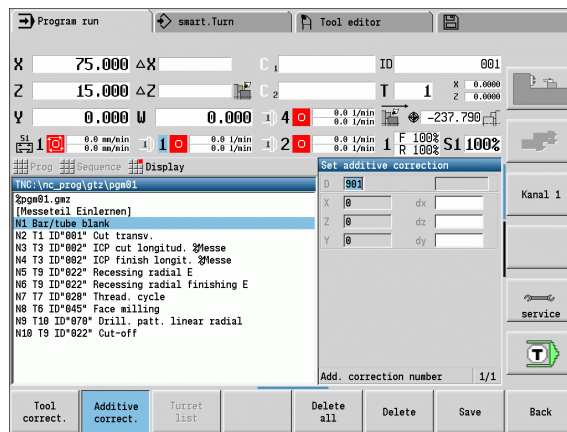 Program run
smart.Turn
Tool editor
X 75.000 △X C 1 ID 001
Z 15.000 △Z C 2 T 1 X 0.0000
Z 0.0000
Y 0.000 U 0.000 4 0.0 1/min
0.0 1/min -237.790
S1 1 0.0 mm/min
0.0 mm/min 1 0.0 1/min
0.0 1/min 2 0.0 1/min
0.0 1/min 1 F 100%
R 100% S1 100%
Prog Sequence Display
TNC:\nc_prog\gtz\pgm01
%pgm01.gmz
[Messeteil Einlernen]
N1 Bar/tube blank
N2 T1 ID"001" Cut transv.
N3 T3 ID"002" ICP cut longitud. %Messe
N4 T3 ID"002" ICP finish longit. %Messe
N5 T9 ID"022" Recessing radial E
N6 T9 ID"022" Recessing radial finishing E
N7 T7 ID"028" Thread. cycle
N8 T6 ID"045" Face milling
N9 T10 ID"070" Drill. patt. linear radial
N10 T9 ID"022" Cut-off
Set additive correction
D 901
X 0 dx
Z 0 dz
Y 0 dy
Add. correction number 1/1
Kanal 1
service
T
Tool
correct.
Additive
correct.
Turret
list
Delete
all
Delete
Save
Back